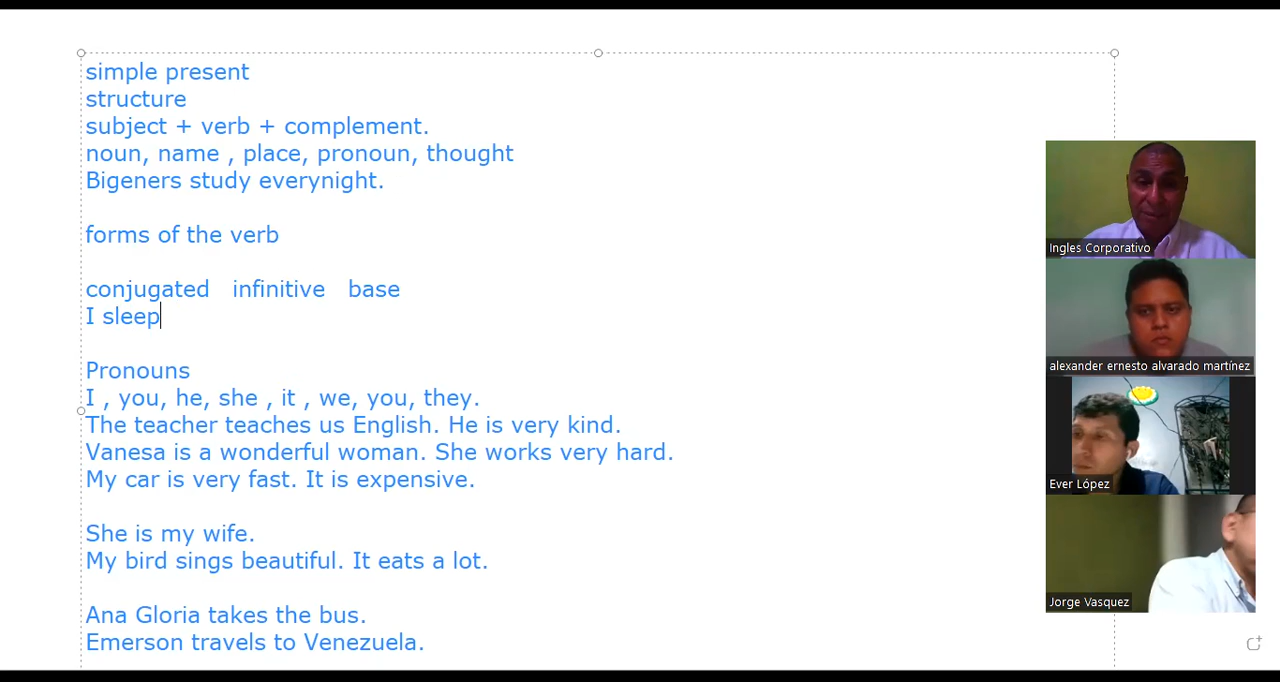 simple present
structure
subject + verb + complement.
noun, name , place, pronoun, thought
Bigeners study everynight.
forms of the verb
conjugated infinitive base
I sleep
Pronouns
I , you, he, she , it , we, you, they.
The teacher teaches us English. He is very kind.
Vanesa is a wonderful woman. She works very hard.
My car is very fast. It is expensive.
She is my wife.
My bird sings beautiful. It eats a lot.
Ana Gloria takes the bus.
Emerson travels to Venezuela.
Ingles Corporativo
alexander ernesto alvarado martínez
Ever López
Jorge Vasquez